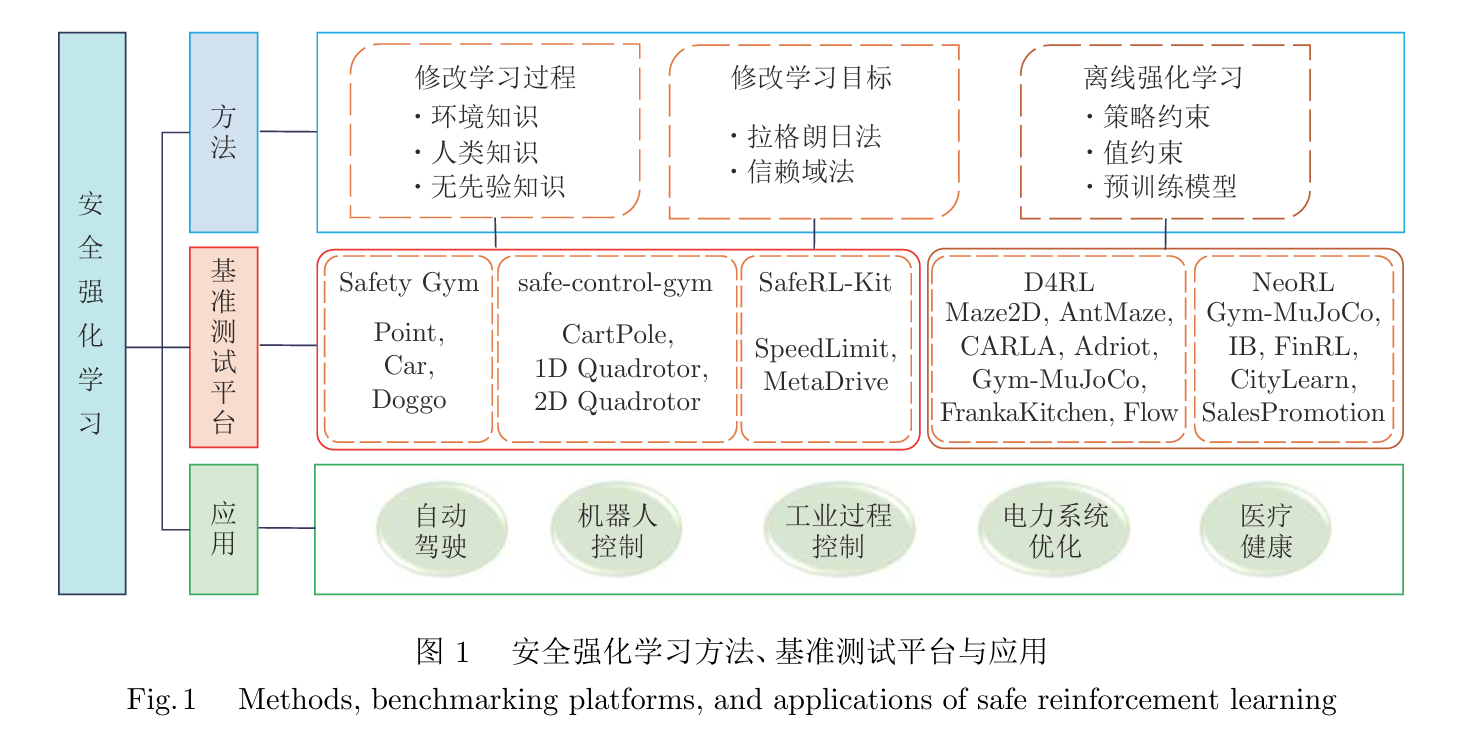 安全强化学习
方法
修改学习过程
·环境知识
·人类知识
·无先验知识
修改学习目标
·拉格朗日法
·信赖域法
离线强化学习
·策略约束
·值约束
·预训练模型
基准测试平台
Safety Gym
Point,
Car,
Doggo
safe-control-gym
CartPole,
1D Quadrotor,
2D Quadrotor
SafeRL-Kit
SpeedLimit,
MetaDrive
D4RL
Maze2D, AntMaze,
CARLA, Adriot,
Gym-MuJoCo,
FrankaKitchen, Flow
NeoRL
Gym-MuJoCo,
IB, FinRL,
CityLearn,
SalesPromotion
应用
自动
驾驶
机器人
控制
工业过程
控制
电力系统
优化
医疗
健康
图 1 安全强化学习方法、基准测试平台与应用
Fig. 1 Methods, benchmarking platforms, and applications of safe reinforcement learning